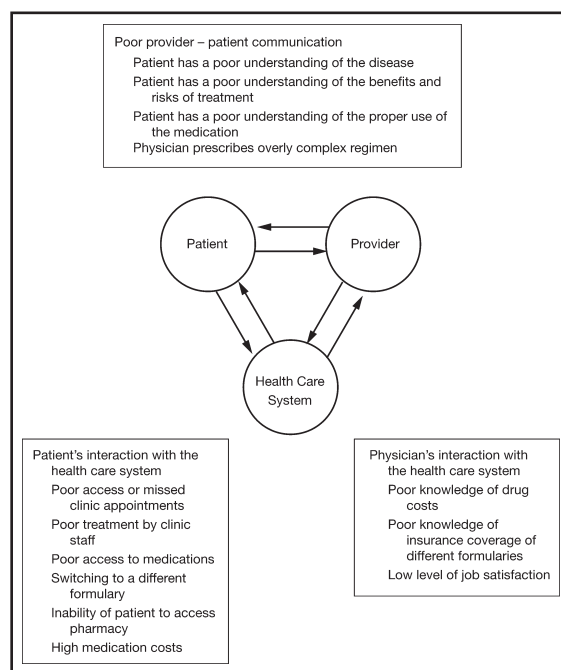 Poor provider – patient communication
Patient has a poor understanding of the disease
Patient has a poor understanding of the benefits and
risks of treatment
Patient has a poor understanding of the proper use of
the medication
Physician prescribes overly complex regimen
Patient
Provider
Health Care
System
Patient’s interaction with the
health care system
Poor access or missed
clinic appointments
Poor treatment by clinic
staff
Poor access to medications
Switching to a different
formulary
Inability of patient to access
pharmacy
High medication costs
Physician’s interaction with
the health care system
Poor knowledge of drug
costs
Poor knowledge of
insurance coverage of
different formularies
Low level of job satisfaction